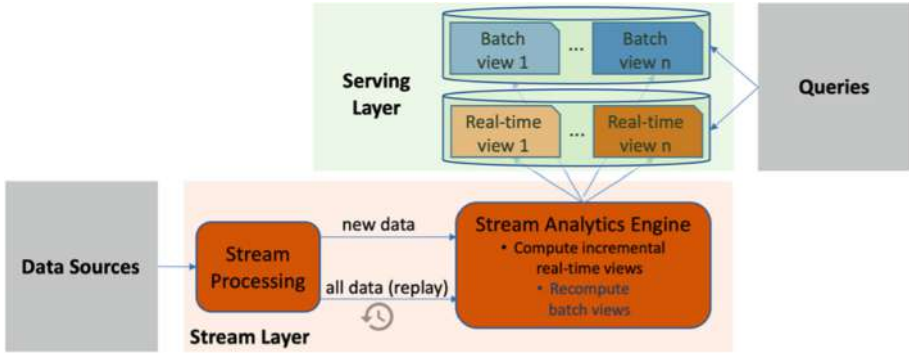 Batch
view 1
...
Batch
view n
Serving
Layer
Real-time
view 1
...
Real-time
view n
Queries
Data Sources
Stream
Processing
new data
all data (replay)
Stream Layer
Stream Analytics Engine
• Compute incremental
real-time views
• Recompute
batch views